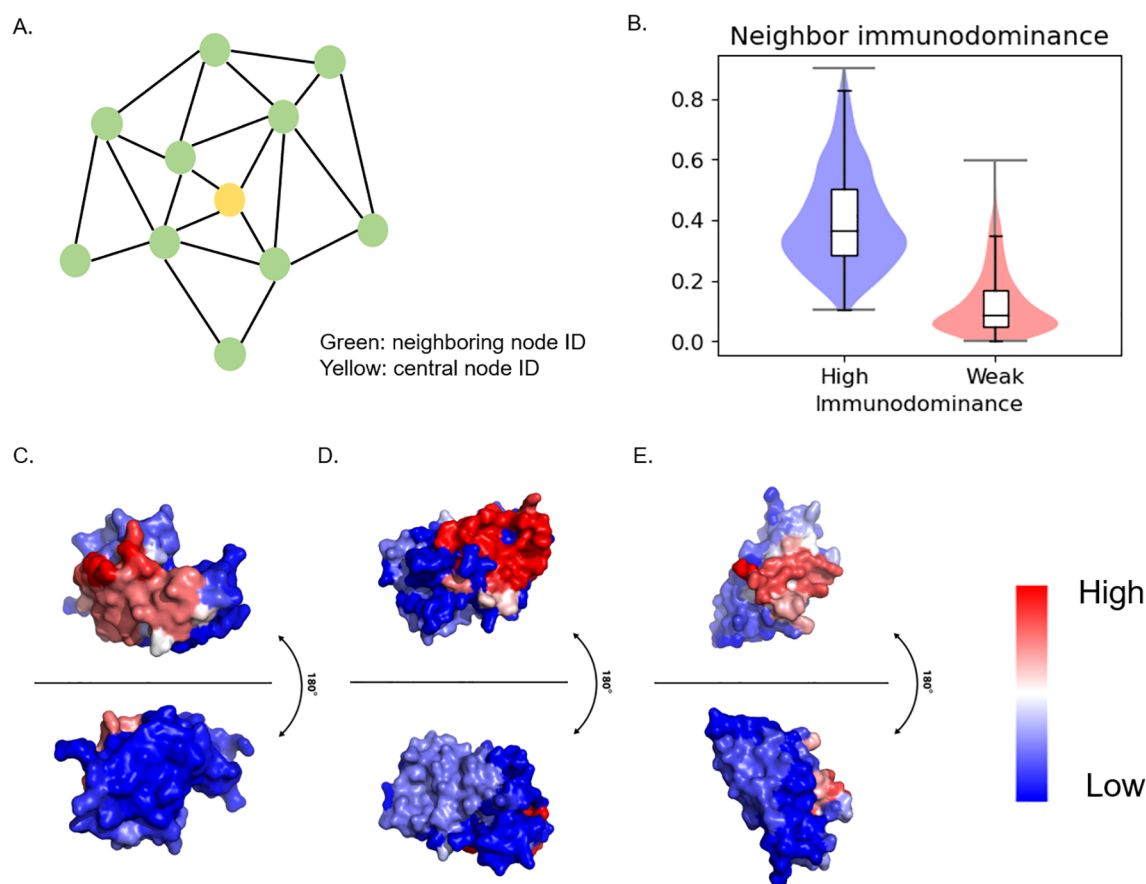 A.
Green: neighboring node ID
Yellow: central node ID
B.
Neighbor immunodominance
0.8
0.6
0.4
0.2
0.0
High
Weak
Immunodominance
C.
180°
D.
180°
E.
180°
High
Low